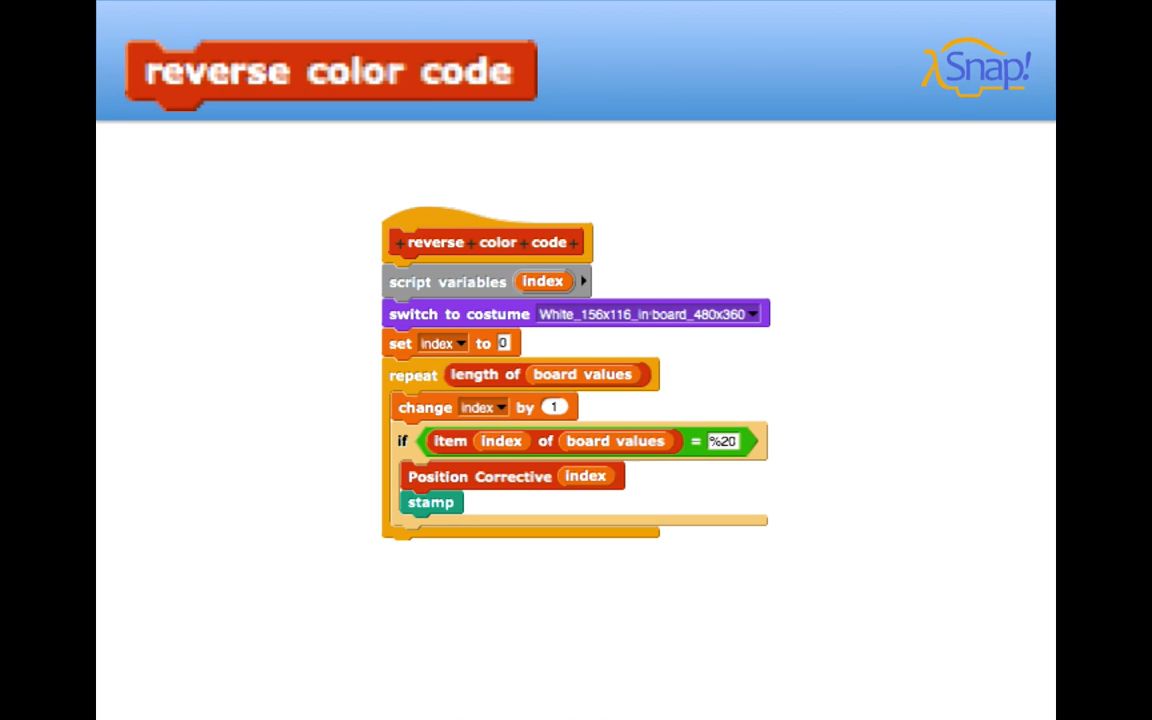 reverse color code
λSnap!
+ reverse + color + code +
script variables index
switch to costume White_156x116_in-board_480x360
set index to 0
repeat length of board values
change index by 1
if item index of board values = %20
Position Corrective index
stamp